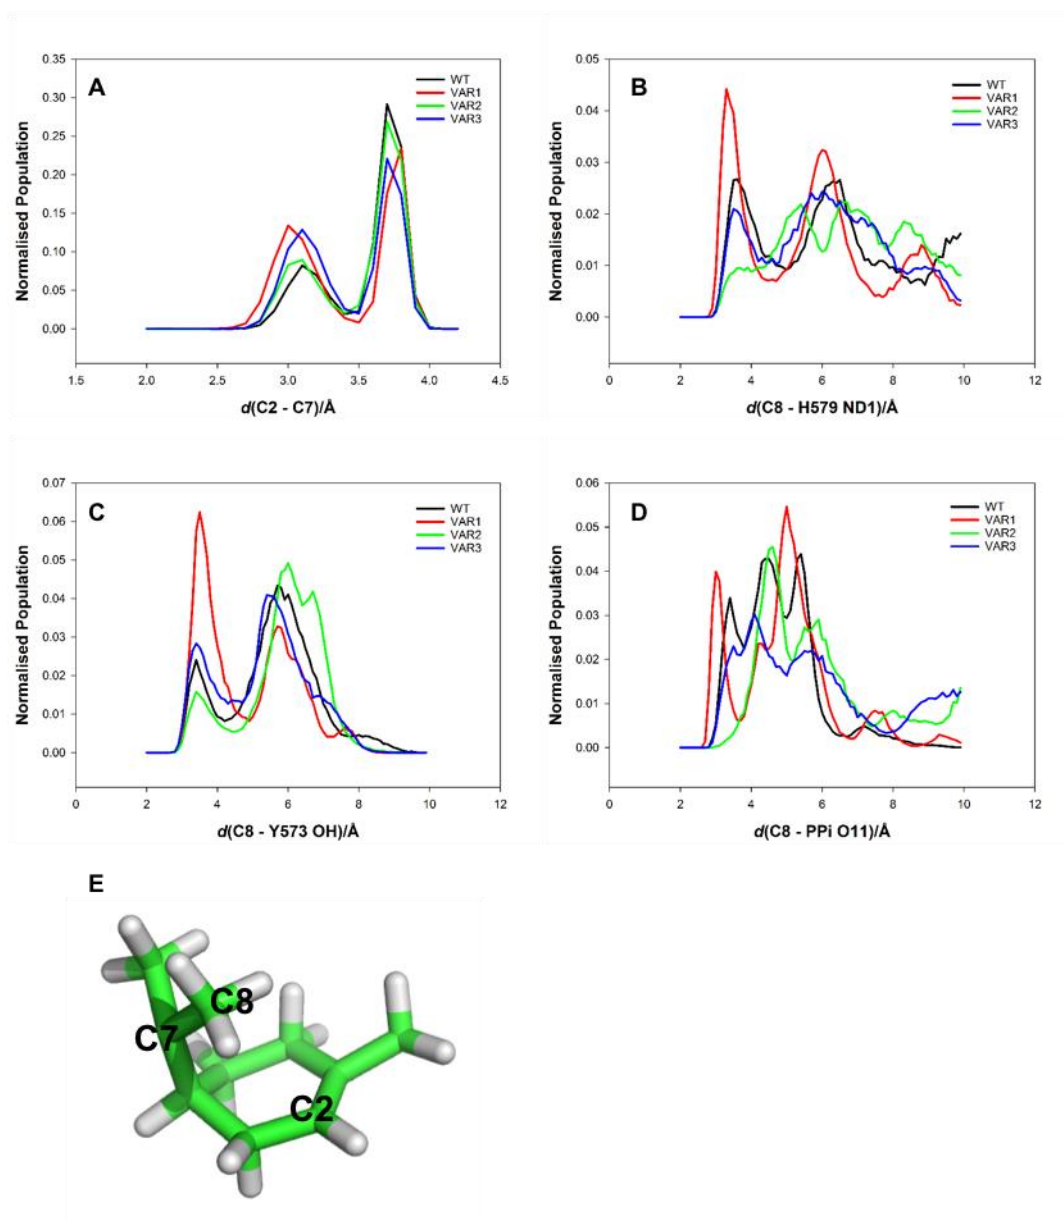 A
WT
VAR1
VAR2
VAR3
Normalised Population
0.35
0.30
0.25
0.20
0.15
0.10
0.05
0.00
1.5 2.0 2.5 3.0 3.5 4.0 4.5
d(C2 - C7)/Å
B
WT
VAR1
VAR2
VAR3
Normalised Population
0.05
0.04
0.03
0.02
0.01
0.00
0 2 4 6 8 10 12
d(C8 - H579 ND1)/Å
C
WT
VAR1
VAR2
VAR3
Normalised Population
0.07
0.06
0.05
0.04
0.03
0.02
0.01
0.00
0 2 4 6 8 10 12
d(C8 - Y573 OH)/Å
D
WT
VAR1
VAR2
VAR3
Normalised Population
0.06
0.05
0.04
0.03
0.02
0.01
0.00
0 2 4 6 8 10 12
d(C8 - PPi O11)/Å
E
C8
C7
C2